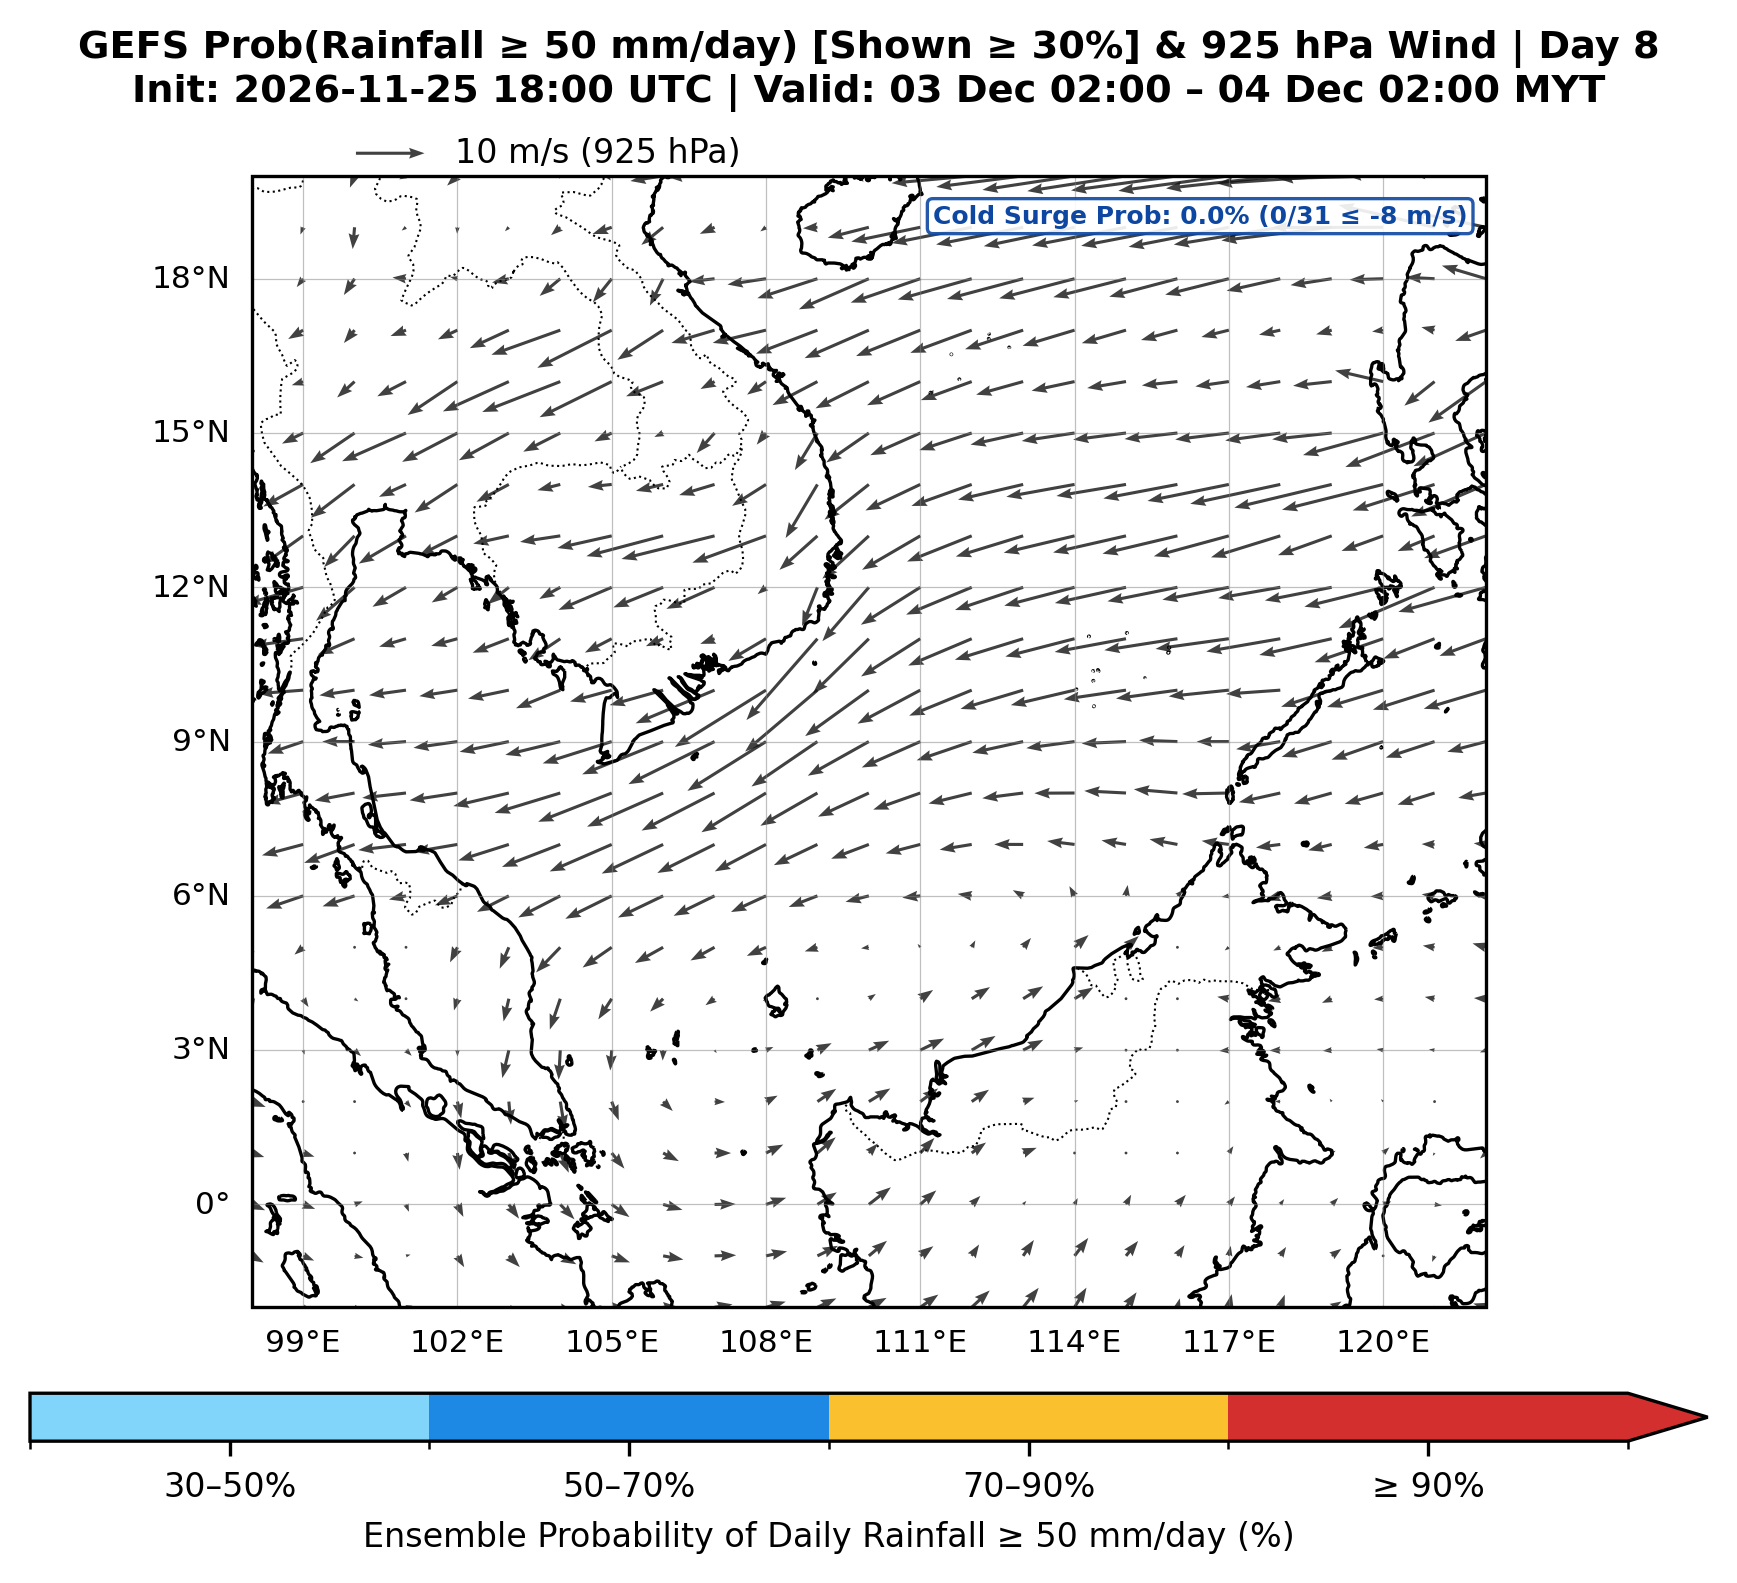 GEFS Prob(Rainfall ≥ 50 mm/day) [Shown ≥ 30%] & 925 hPa Wind | Day 8
Init: 2026-11-25 18:00 UTC | Valid: 03 Dec 02:00 – 04 Dec 02:00 MYT
10 m/s (925 hPa)
Cold Surge Prob: 0.0% (0/31 ≤ -8 m/s)
18°N
15°N
12°N
9°N
6°N
3°N
0°
99°E 102°E 105°E 108°E 111°E 114°E 117°E 120°E
30–50% 50–70% 70–90% ≥ 90%
Ensemble Probability of Daily Rainfall ≥ 50 mm/day (%)